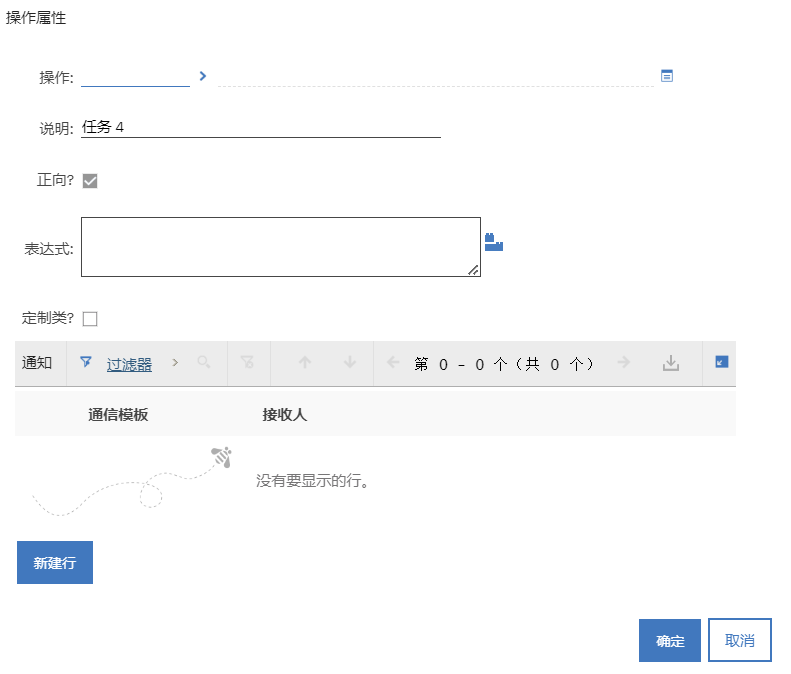 操作属性
操作:
说明: 任务 4
正向?
表达式:
定制类?
通知 过滤器 第 0 - 0 个（共 0 个）
通信模板 接收人
没有要显示的行。
新建行
确定 取消